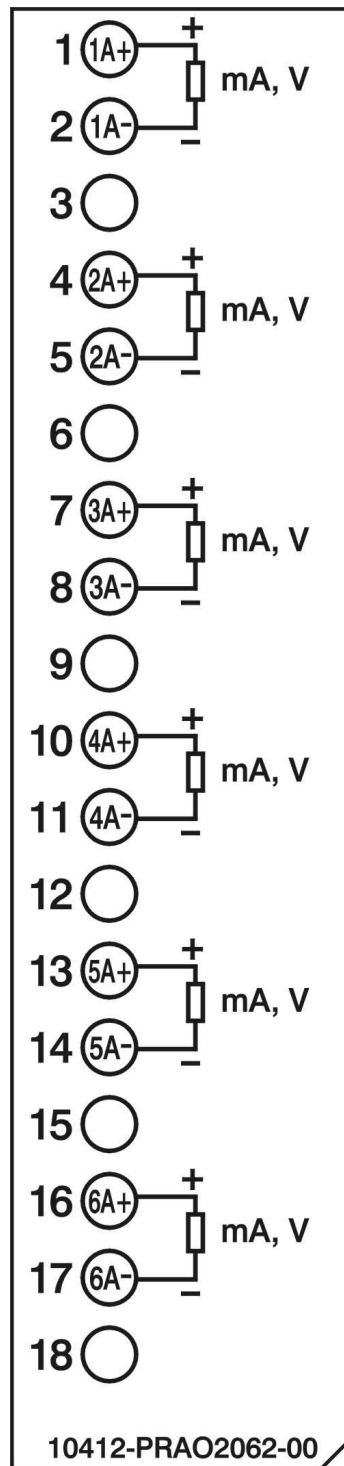 +
1 1A+
mA, V
2 1A-
-
3
+
4 2A+
mA, V
5 2A-
-
6
+
7 3A+
mA, V
8 3A-
-
9
+
10 4A+
mA, V
11 4A-
-
12
+
13 5A+
mA, V
14 5A-
-
15
+
16 6A+
mA, V
17 6A-
-
18
10412-PRAO2062-00